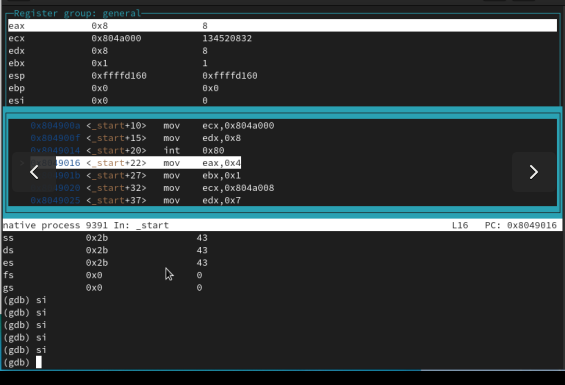 Register group: general
eax 0x8 8
ecx 0x804a000 134520832
edx 0x8 8
ebx 0x1 1
esp 0xffffd160 0xffffd160
ebp 0x0 0x0
esi 0x0 0
0x804900a <_start+10> mov ecx,0x804a000
0x804900f <_start+15> mov edx,0x8
0x8049014 <_start+20> int 0x80
9016 <_start+22> mov eax,0x4
901b <_start+27> mov ebx,0x1
9020 <_start+32> mov ecx,0x804a008
0x8049025 <_start+37> mov edx,0x7
native process 9391 In: _start L16 PC: 0x8049016
ss 0x2b 43
ds 0x2b 43
es 0x2b 43
fs 0x0 0
gs 0x0 0
(gdb) si
(gdb) si
(gdb) si
(gdb) si
(gdb) si
(gdb)